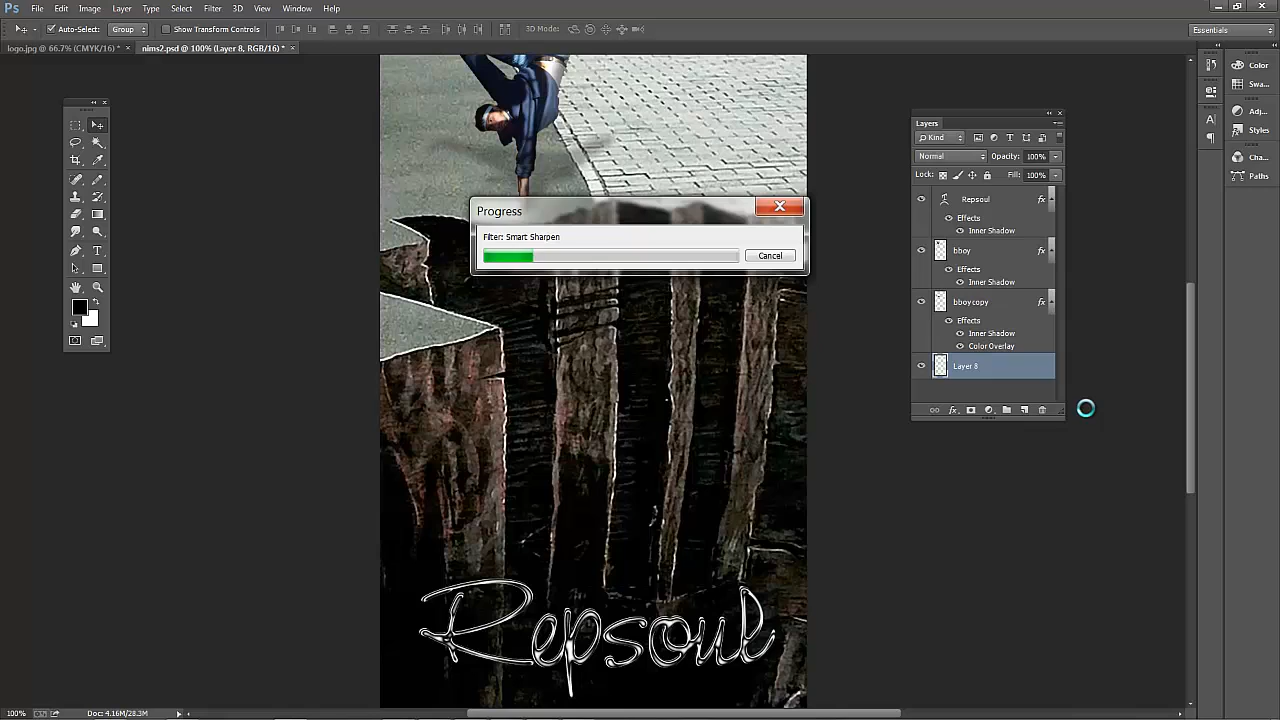 Ps File Edit Image Layer Type Select Filter 3D View Window Help
Auto-Select: Group Show Transform Controls 3D Mode: Essentials
logo.jpg @ 66.7% (CMYK/16) * × nims2.psd @ 100% (Layer 8, RGB/16) * ×
Color
Swa...
Adj...
Styles
Cha...
Paths
Layers
Kind
Normal Opacity: 100%
Lock: Fill: 100%
Repsoul fx
Effects
Inner Shadow
bboy fx
Effects
Inner Shadow
bboy copy fx
Effects
Inner Shadow
Color Overlay
Layer 8
Progress
Filter: Smart Sharpen
Cancel
Repsoul
100% Doc: 4.16M/28.3M